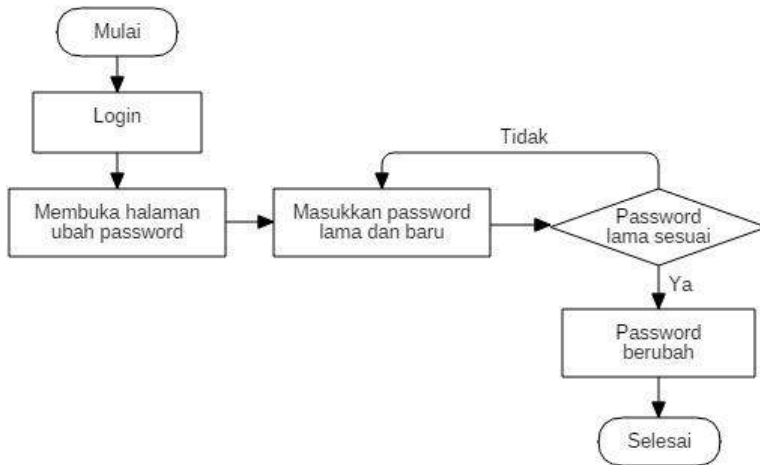 Mulai
Login
Membuka halaman
ubah password
Masukkan password
lama dan baru
Tidak
Password
lama sesuai
Ya
Password
berubah
Selesai